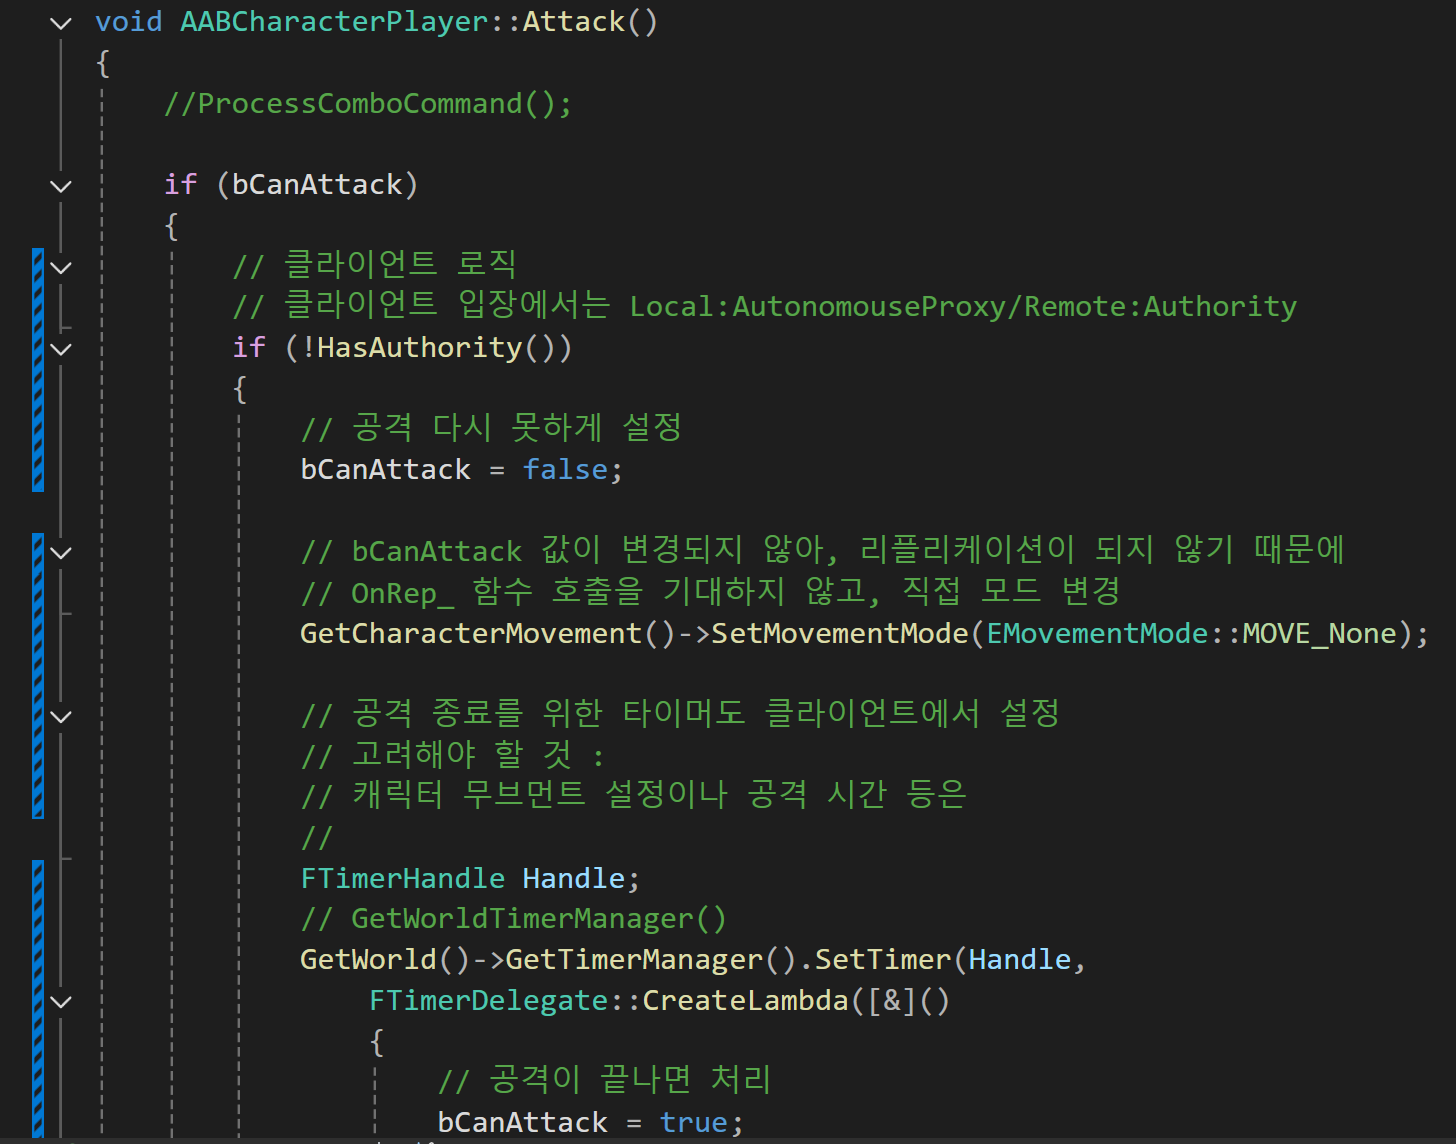 void AABCharacterPlayer::Attack()
{
//ProcessComboCommand();
if (bCanAttack)
{
// 클라이언트 로직
// 클라이언트 입장에서는 Local:AutonomouseProxy/Remote:Authority
if (!HasAuthority())
{
// 공격 다시 못하게 설정
bCanAttack = false;
// bCanAttack 값이 변경되지 않아, 리플리케이션이 되지 않기 때문에
// OnRep_ 함수 호출을 기대하지 않고, 직접 모드 변경
GetCharacterMovement()->SetMovementMode(EMovementMode::MOVE_None);
// 공격 종료를 위한 타이머도 클라이언트에서 설정
// 고려해야 할 것 :
// 캐릭터 무브먼트 설정이나 공격 시간 등은
//
FTimerHandle Handle;
// GetWorldTimerManager()
GetWorld()->GetTimerManager().SetTimer(Handle,
FTimerDelegate::CreateLambda([&]()
{
// 공격이 끝나면 처리
bCanAttack = true;